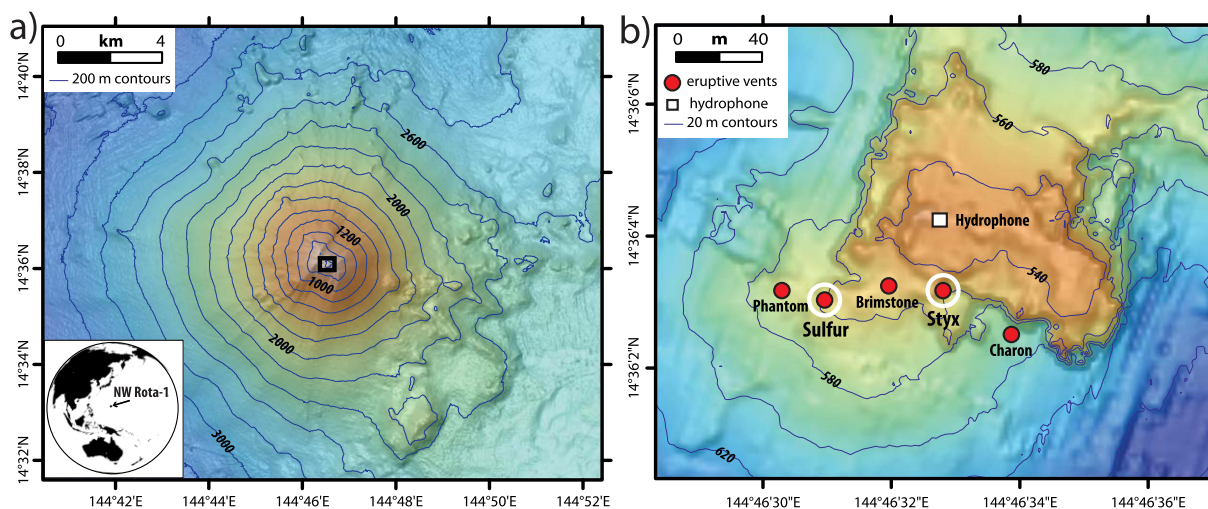 a)
0 km 4
200 m contours
2600
2000
1200
1000
2000
3000
NW Rota-1
14°40'N
14°38'N
14°36'N
14°34'N
14°32'N
144°42'E
144°44'E
144°46'E
144°48'E
144°50'E
144°52'E
b)
0 m 40
eruptive vents
hydrophone
20 m contours
580
560
Hydrophone
540
Phantom
Sulfur
Brimstone
Styx
Charon
580
620
14°36'6"N
14°36'4"N
14°36'2"N
144°46'30"E
144°46'32"E
144°46'34"E
144°46'36"E